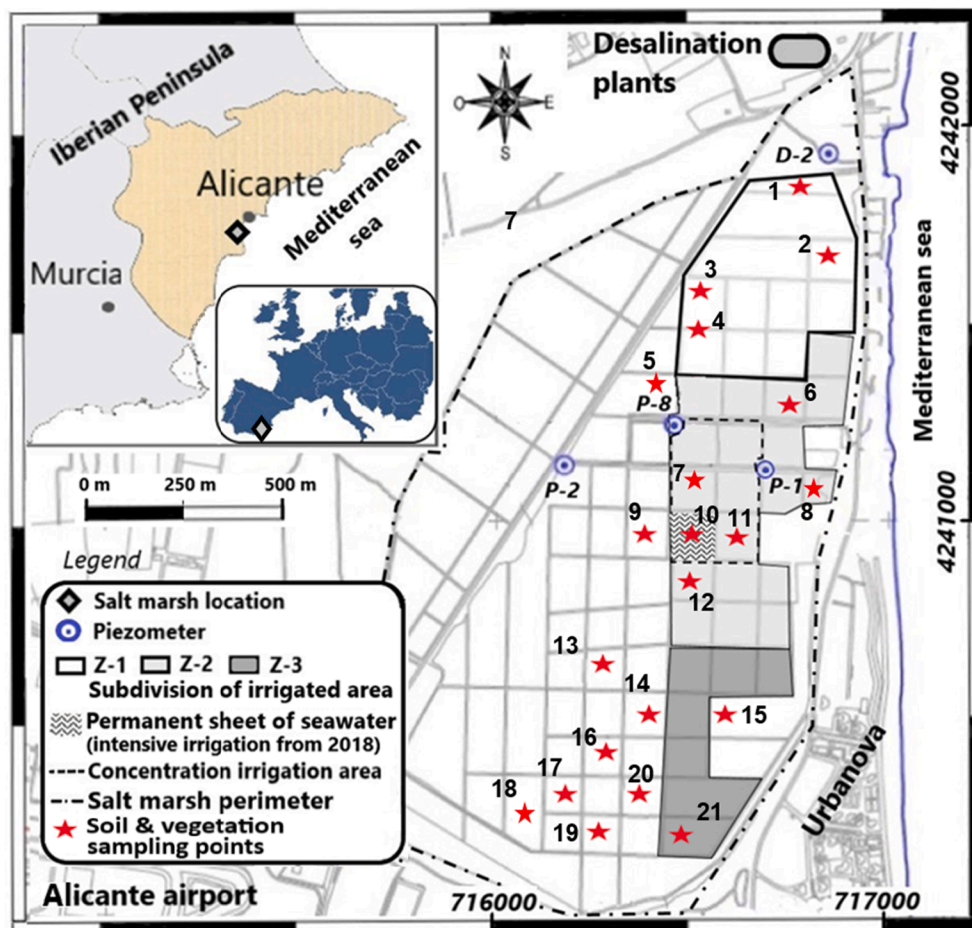 Iberian Peninsula
Alicante
Murcia
Mediterranean
sea
Desalination
plants
N
O
E
S
4242000
D-2
1
2
3
4
7
5
6
P-8
P-2
P-1
7
8
9
10
11
12
13
14
15
16
17
18
19
20
21
Mediterranean sea
4241000
0 m
250 m
500 m
Legend
Salt marsh location
Piezometer
Z-1
Z-2
Z-3
Subdivision of irrigated area
Permanent sheet of seawater
(intensive irrigation from 2018)
Concentration irrigation area
Salt marsh perimeter
Soil & vegetation
sampling points
Urbanova
Alicante airport
716000
717000